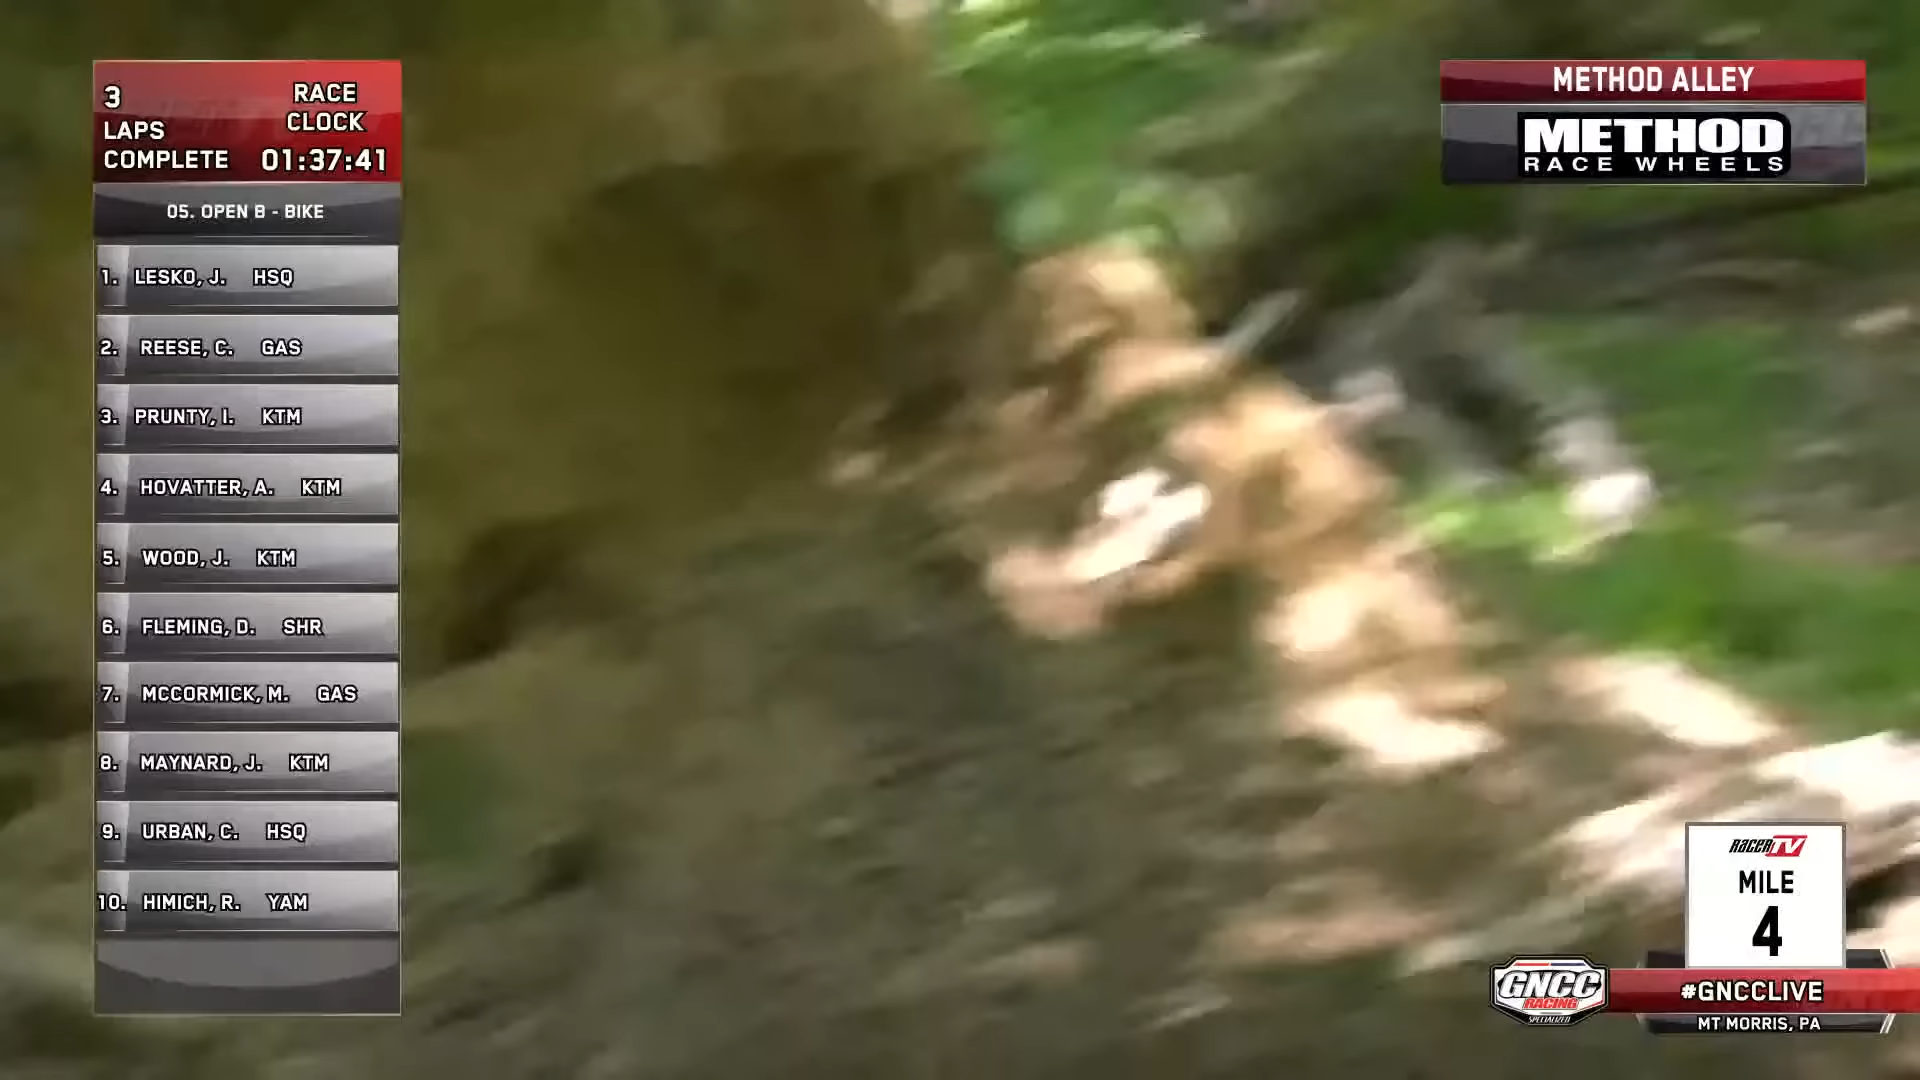 3
LAPS
COMPLETE
RACE
CLOCK
01:37:41
05. OPEN B - BIKE
1. LESKO, J. HSQ
2. REESE, C. GAS
3. PRUNTY, I. KTM
4. HOVATTER, A. KTM
5. WOOD, J. KTM
6. FLEMING, D. SHR
7. MCCORMICK, M. GAS
8. MAYNARD, J. KTM
9. URBAN, C. HSQ
10. HIMICH, R. YAM
METHOD ALLEY
METHOD
RACE WHEELS
RACER TV
MILE
4
GNCC
RACING
SPECIALIZED
#GNCCLIVE
MT MORRIS, PA